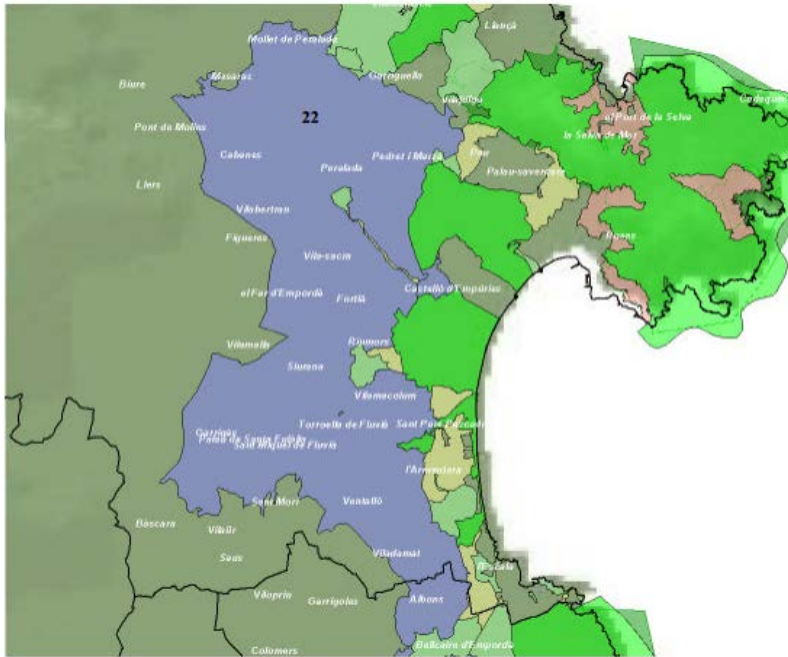 Mollet de Peralada
Llançà
Masarac
Garriguella
Biure
Vilajuïga
Cadaqués
22
el Port de la Selva
Pont de Molins
la Selva de Mar
Cabanes
Pedret i Marzà
Pau
Peralada
Palau-saverdera
Llers
Vilabertran
Figueres
Roses
Vila-sacra
el Far d'Empordà
Fortià
Castelló d'Empúries
Vilamalla
Riumors
Siurana
Vilamacolum
Torroella de Fluvià
Sant Pere Pescador
Garrigàs
Palau de Santa Eulàlia
Sant Miquel de Fluvià
l'Armentera
Sant Mori
Ventalló
Bàscara
Vilaür
Saus
Viladamat
l'Escala
Vilopriu
Garrigoles
Albons
Colomers
Bellcaire d'Empordà